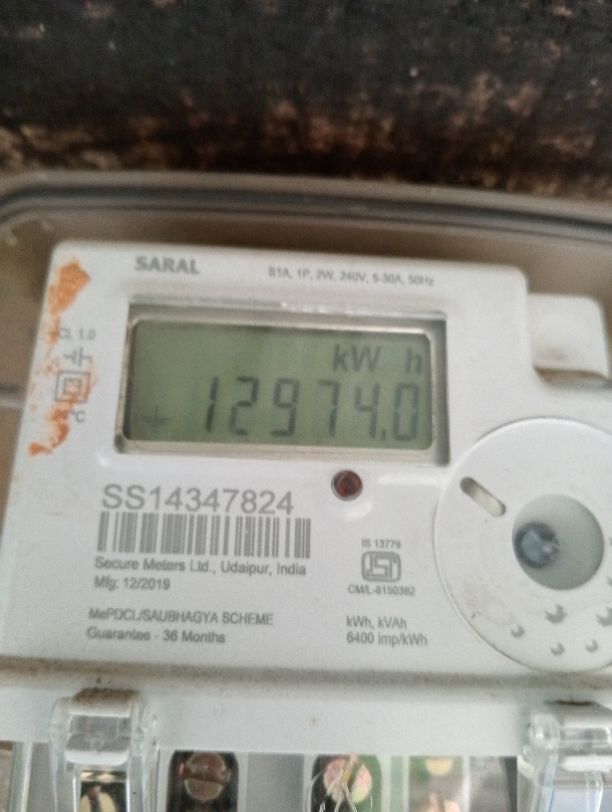 SARAL
S1A, 1P, 2W, 240V, 5-30A, 50Hz
CL 1.0
°C
kW h
12974.0
SS14347824
Secure Meters Ltd., Udaipur, India
Mfg: 12/2019
IS 13779
ISI
CM/L-8150382
MePDCL/SAUBHAGYA SCHEME
Guarantee - 36 Months
kWh, kVAh
6400 imp/kWh